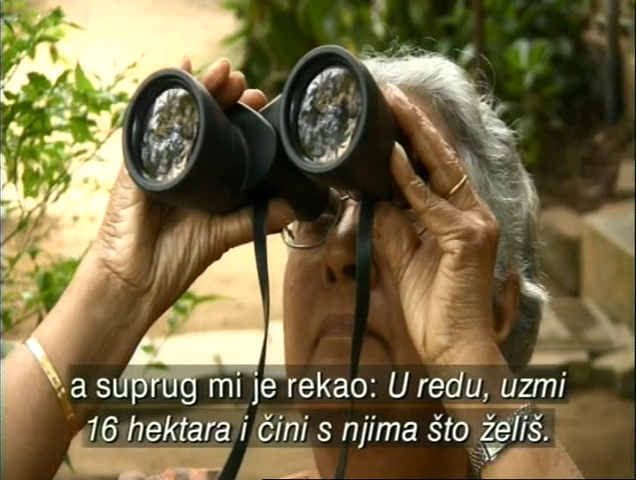 a suprug mi je rekao: U redu, uzmi
16 hektara i čini s njima što želiš.